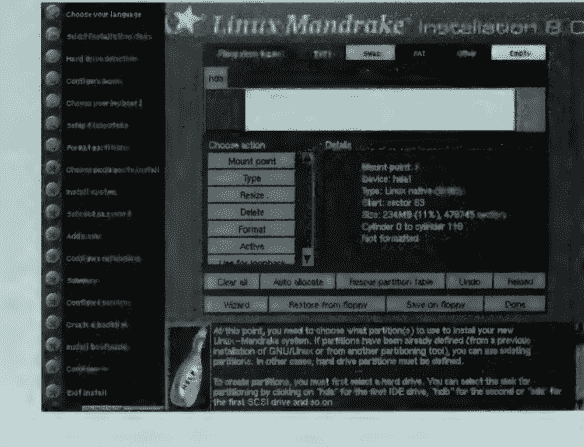 Choose your language
Hard drive detection
Configure mouse
Choose your keyboard
Format partitions
Install system
Add a user
Summary
Create a bootdisk
Install bootloader
Exit install
Linux Mandrake Installation 8
Swap
FAT
Other
Empty
hda
Choose action
Details
Mount point
Type
Resize
Delete
Format
Active
Use for loopback
Mount point: /
Device: hda1
Type: Linux native
Start: sector 63
Size: 234MB (11%),
Cylinder 0 to cylinder
Not formatted
Clear all
Auto allocate
Rescue partition table
Undo
Reload
Wizard
Restore from floppy
Save on floppy
Done
At this point, you need to choose what partition(s) to use to install your new
Linux-Mandrake system. If partitions have been already defined (from a previous
installation of GNU/Linux or from another partitioning tool), you can use existing
partitions. In other cases, hard drive partitions must be defined.
To create partitions, you must first select a hard drive. You can select the disk for
partitioning by clicking on "hda" for the first IDE drive, "hdb" for the second or "sda" for
the first SCSI drive and so on.